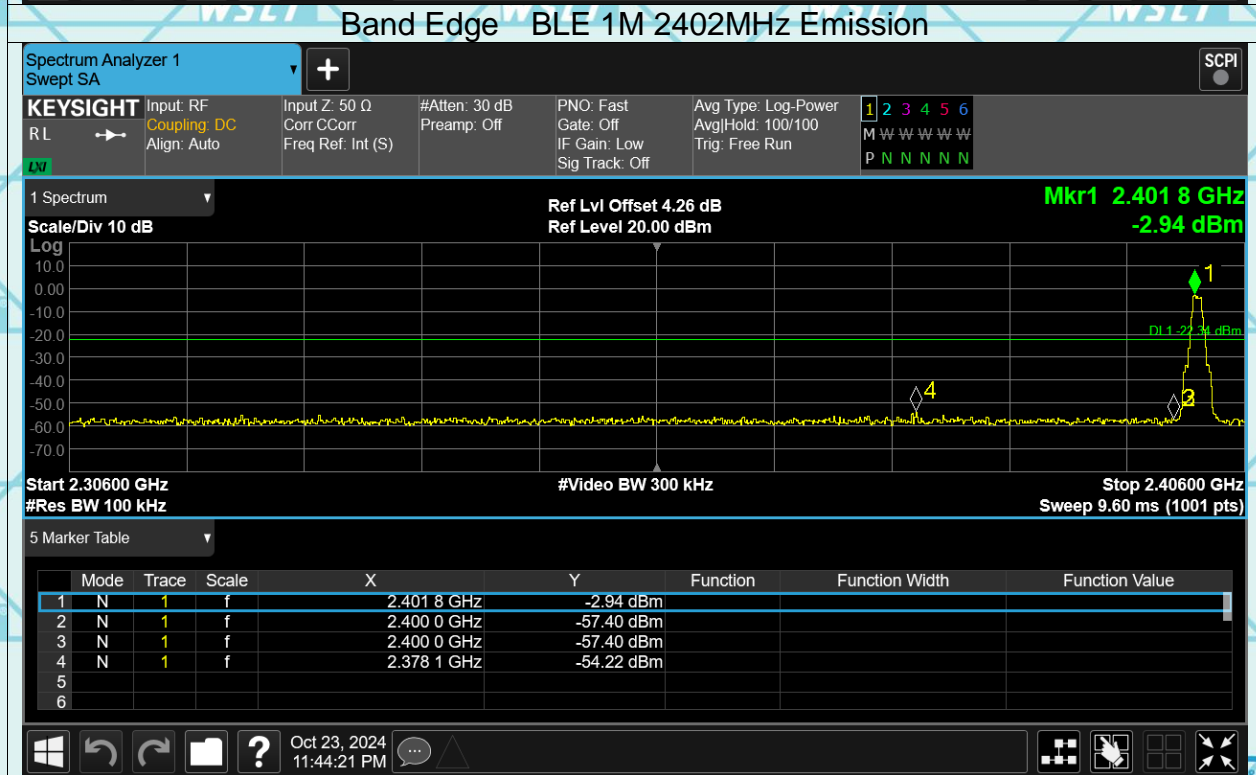 WSLT WSLT WSLT
Band Edge BLE 1M 2402MHz Emission
Spectrum Analyzer 1
Swept SA
SCPI
KEYSIGHT Input: RF Input Z: 50 Ω #Atten: 30 dB PNO: Fast Avg Type: Log-Power 1 2 3 4 5 6
R L Coupling: DC Corr CCorr Preamp: Off Gate: Off Avg|Hold: 100/100 M W W W W W
Align: Auto Freq Ref: Int (S) IF Gain: Low Trig: Free Run
LXI Sig Track: Off P N N N N N
1 Spectrum Ref Lvl Offset 4.26 dB Mkr1 2.401 8 GHz
Scale/Div 10 dB Ref Level 20.00 dBm -2.94 dBm
Log
10.0
1
0.00
-10.0
DL1 -22.34 dBm
-20.0
-30.0
-40.0
4
-50.0
-60.0
-70.0
Start 2.30600 GHz #Video BW 300 kHz Stop 2.40600 GHz
#Res BW 100 kHz Sweep 9.60 ms (1001 pts)
5 Marker Table
Mode Trace Scale X Y Function Function Width Function Value
1 N 1 f 2.401 8 GHz -2.94 dBm
2 N 1 f 2.400 0 GHz -57.40 dBm
3 N 1 f 2.400 0 GHz -57.40 dBm
4 N 1 f 2.378 1 GHz -54.22 dBm
5
6
? Oct 23, 2024
11:44:21 PM